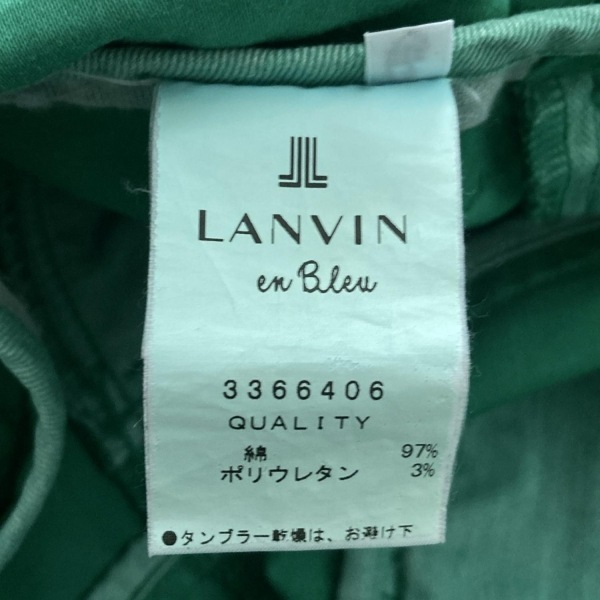 LANVIN
en Bleu
3366406
QUALITY
綿 97%
ポリウレタン 3%
●タンブラー乾燥は、お避け下